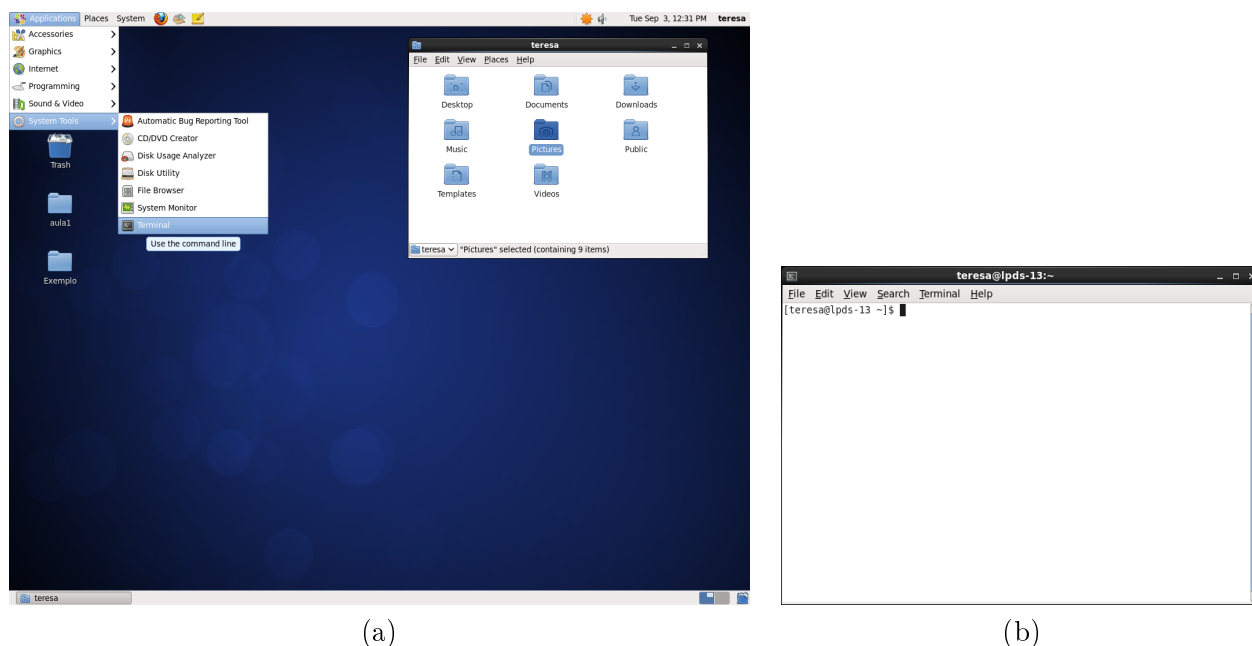 Applications Places System Tue Sep 3, 12:31 PM teresa
Accessories
Graphics
Internet
Programming
Sound & Video
System Tools
Automatic Bug Reporting Tool
CD/DVD Creator
Disk Usage Analyzer
Disk Utility
File Browser
System Monitor
Terminal
Use the command line
Trash
aula1
Exemplo
teresa
File Edit View Places Help
Desktop Documents Downloads
Music Pictures Public
Templates Videos
teresa "Pictures" selected (containing 9 items)
teresa
(a)
teresa@lpds-13:~
File Edit View Search Terminal Help
[teresa@lpds-13 ~]$
(b)